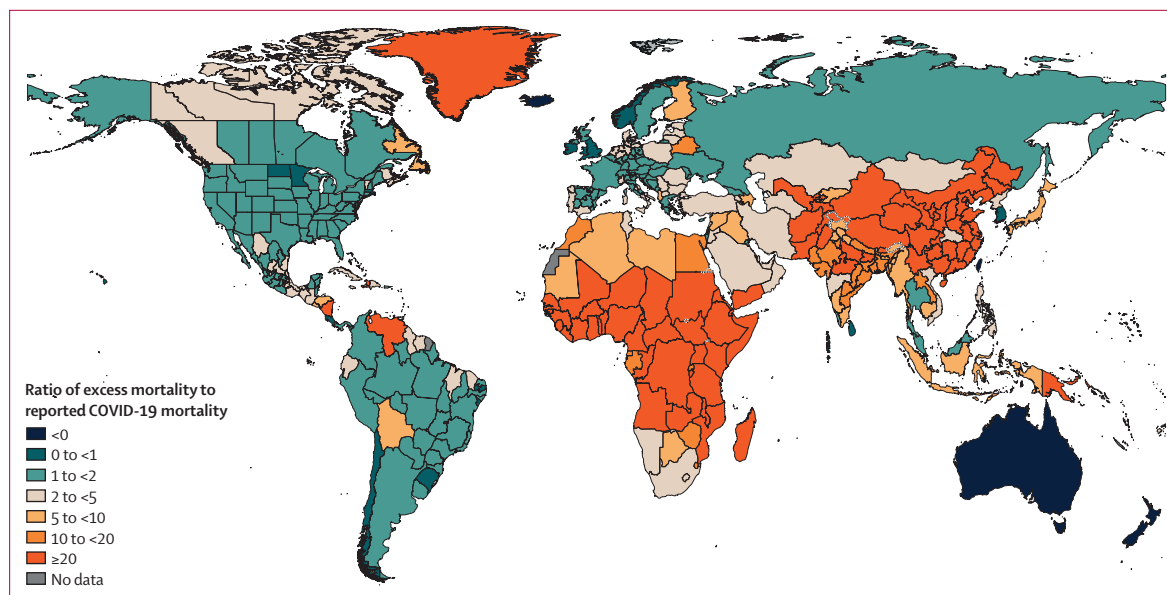 Ratio of excess mortality to
reported COVID-19 mortality
<0
0 to <1
1 to <2
2 to <5
5 to <10
10 to <20
≥20
No data